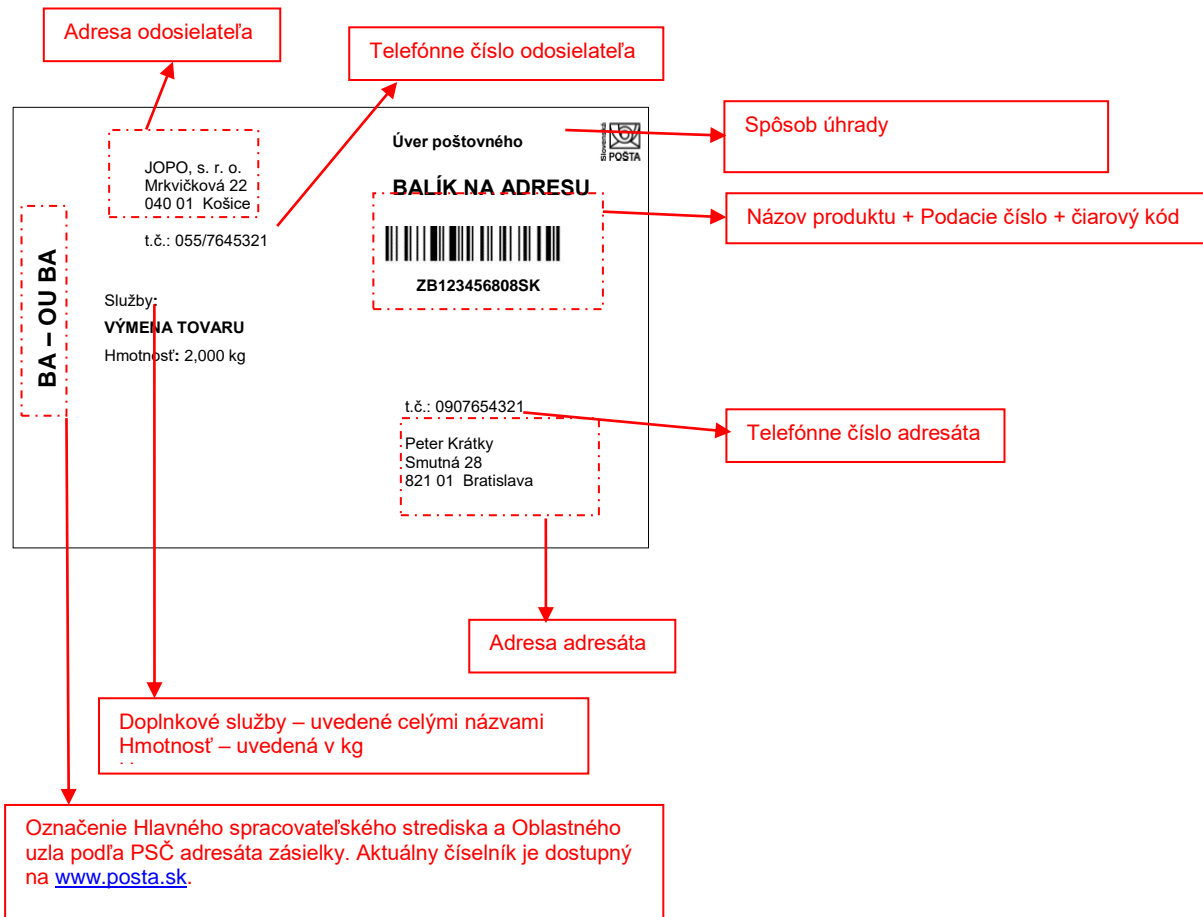 Adresa odosielateľa
Telefónne číslo odosielateľa
Spôsob úhrady
Úver poštovného
Slovenská
POŠTA
JOPO, s. r. o.
Mrkvičková 22
040 01 Košice
t.č.: 055/7645321
BALÍK NA ADRESU
ZB123456808SK
Názov produktu + Podacie číslo + čiarový kód
BA – OU BA
Služby:
VÝMENA TOVARU
Hmotnosť: 2,000 kg
t.č.: 0907654321
Peter Krátky
Smutná 28
821 01 Bratislava
Telefónne číslo adresáta
Adresa adresáta
Doplnkové služby – uvedené celými názvami
Hmotnosť – uvedená v kg
Označenie Hlavného spracovateľského strediska a Oblastného
uzla podľa PSČ adresáta zásielky. Aktuálny číselník je dostupný
na www.posta.sk.